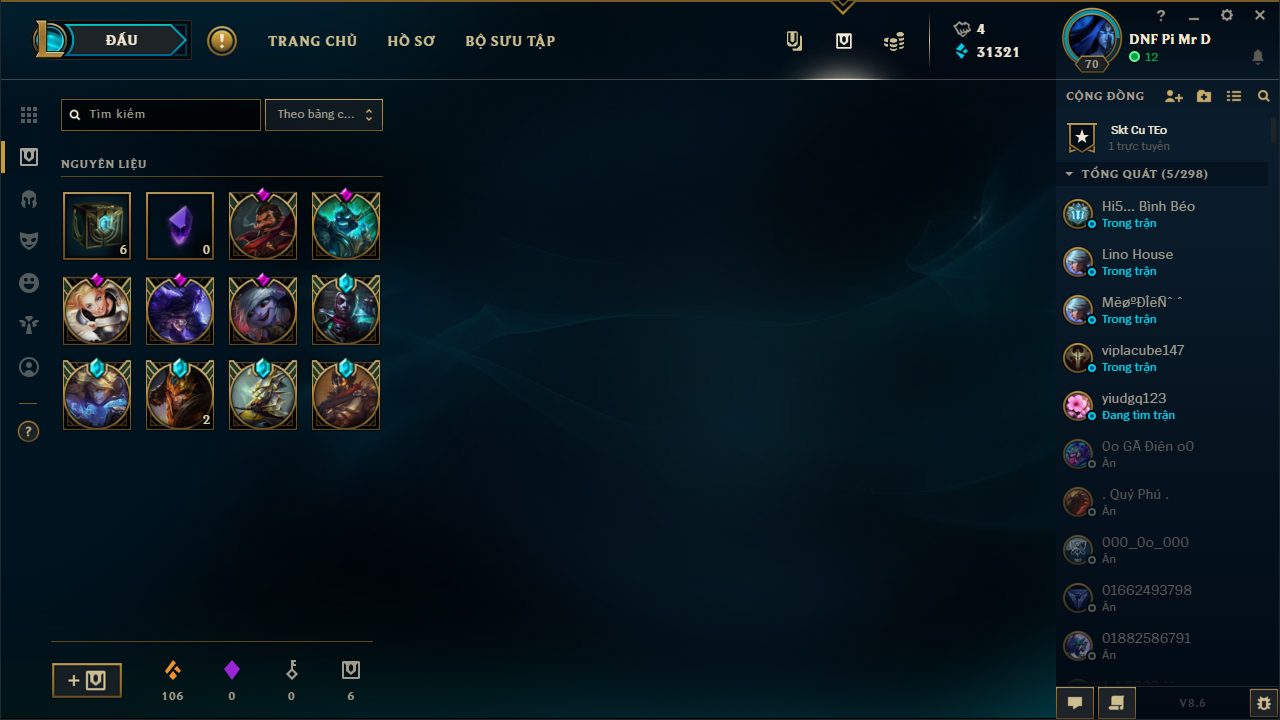 ĐẤU
TRANG CHỦ
HỒ SƠ
BỘ SƯU TẬP
4
31321
?
70
DNF Pi Mr D
12
Tìm kiếm
Theo bảng c...
CỘNG ĐỒNG
Skt Cu TEo
1 trực tuyến
NGUYÊN LIỆU
TỔNG QUÁT (5/298)
6
0
2
?
Hi5... Bình Béo
Trong trận
Lino House
Trong trận
Trong trận
viplacube147
Trong trận
yiudgq123
Đang tìm trận
0o GÃ Điên o0
Ẩn
. Quý Phú .
Ẩn
000_0o_000
Ẩn
01662493798
Ẩn
01882586791
Ẩn
106
0
0
6
V8.6